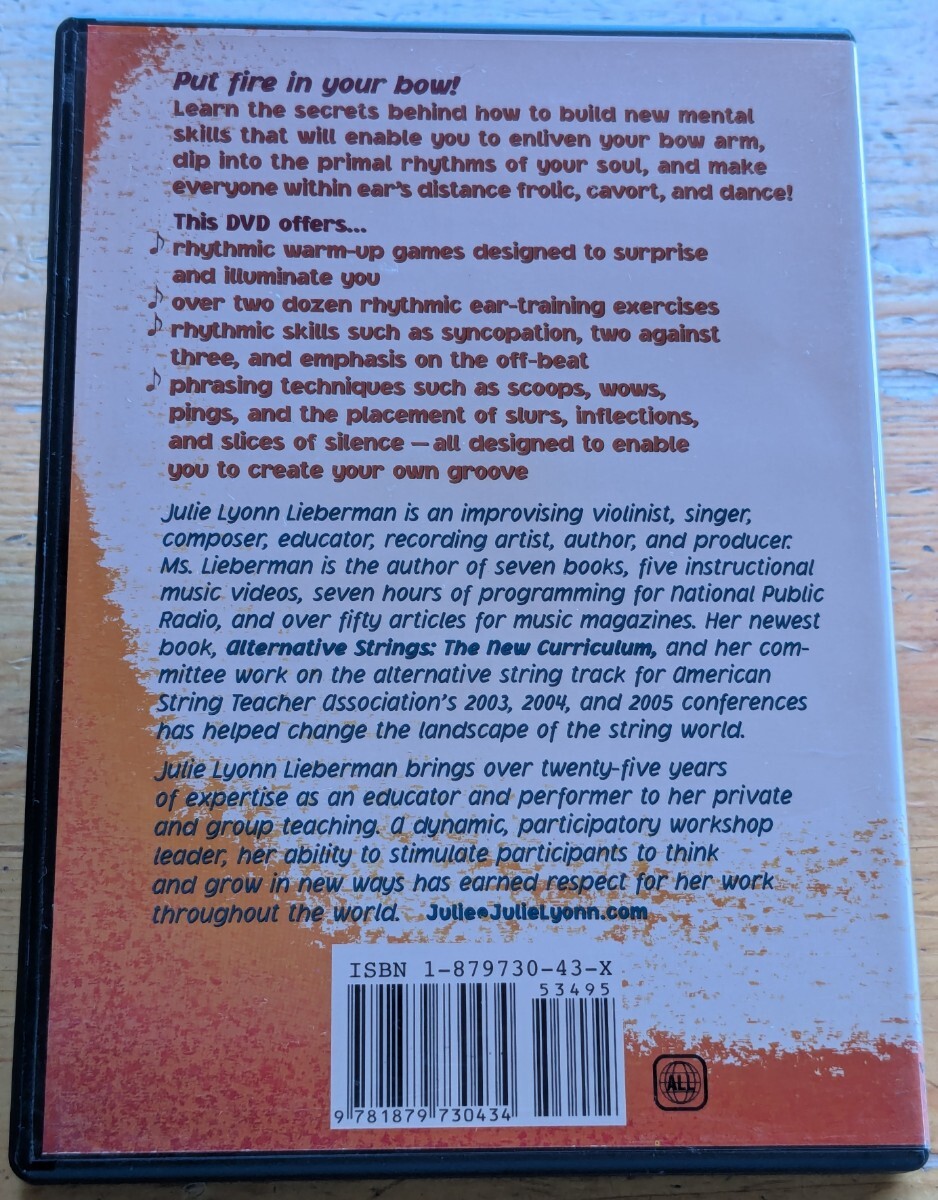 Put fire in your bow!
Learn the secrets behind how to build new mental
skills that will enable you to enliven your bow arm,
dip into the primal rhythms of your soul, and make
everyone within ear's distance frolic, cavort, and dance!
This DVD offers...
♪ rhythmic warm-up games designed to surprise
and illuminate you
♪ over two dozen rhythmic ear-training exercises
♪ rhythmic skills such as syncopation, two against
three, and emphasis on the off-beat
♪ phrasing techniques such as scoops, wows,
pings, and the placement of slurs, inflections,
and slices of silence — all designed to enable
you to create your own groove
Julie Lyonn Lieberman is an improvising violinist, singer,
composer, educator, recording artist, author, and producer.
Ms. Lieberman is the author of seven books, five instructional
music videos, seven hours of programming for National Public
Radio, and over fifty articles for music magazines. Her newest
book, Alternative Strings: The New Curriculum, and her com-
mittee work on the alternative string track for American
String Teacher Association's 2003, 2004, and 2005 conferences
has helped change the landscape of the string world.
Julie Lyonn Lieberman brings over twenty-five years
of expertise as an educator and performer to her private
and group teaching. A dynamic, participatory workshop
leader, her ability to stimulate participants to think
and grow in new ways has earned respect for her work
throughout the world. Julie@JulieLyonn.com
ISBN 1-879730-43-X
53495
9 781879 730434
ALL